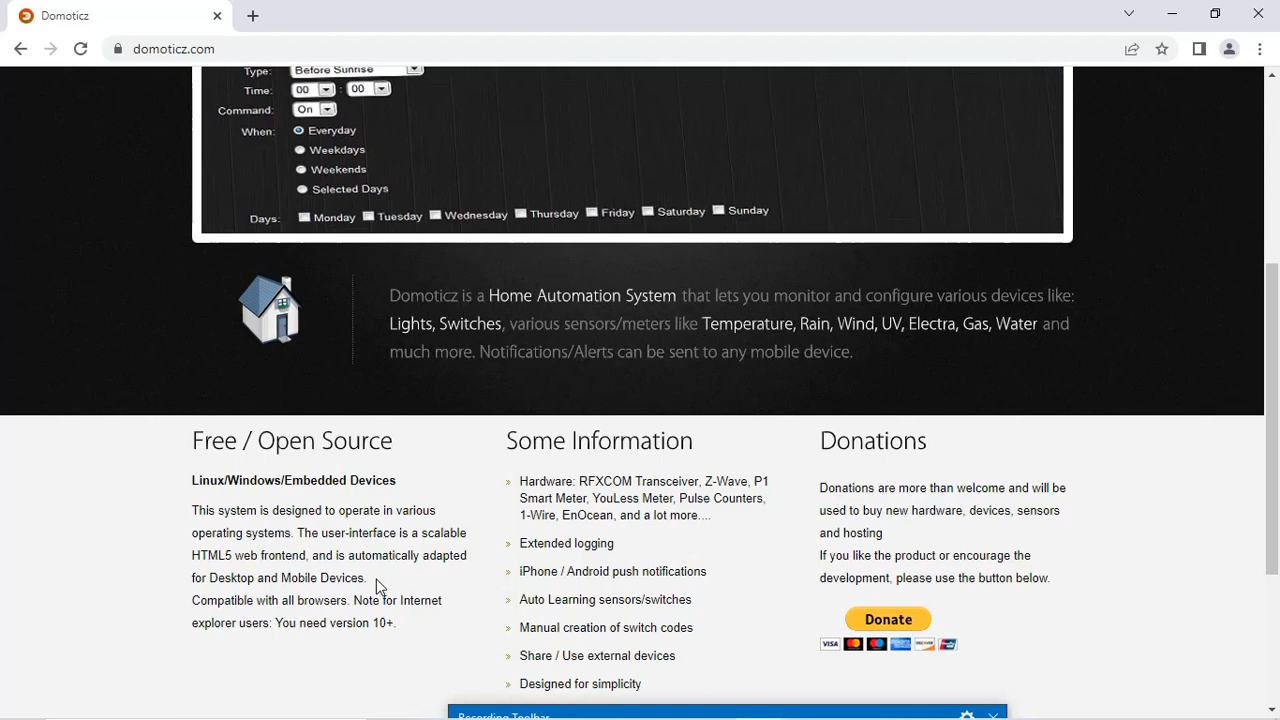 Domoticz
domoticz.com
Type: Before Sunrise
Time: 00 : 00
Command: On
When: Everyday
Weekdays
Weekends
Selected Days
Days: Monday Tuesday Wednesday Thursday Friday Saturday Sunday
Domoticz is a Home Automation System that lets you monitor and configure various devices like:
Lights, Switches, various sensors/meters like Temperature, Rain, Wind, UV, Electra, Gas, Water and
much more. Notifications/Alerts can be sent to any mobile device.
Free / Open Source
Linux/Windows/Embedded Devices
This system is designed to operate in various
operating systems. The user-interface is a scalable
HTML5 web frontend, and is automatically adapted
for Desktop and Mobile Devices.
Compatible with all browsers. Note for Internet
explorer users: You need version 10+.
Some Information
» Hardware: RFXCOM Transceiver, Z-Wave, P1
Smart Meter, YouLess Meter, Pulse Counters,
1-Wire, EnOcean, and a lot more....
» Extended logging
» iPhone / Android push notifications
» Auto Learning sensors/switches
» Manual creation of switch codes
» Share / Use external devices
» Designed for simplicity
Donations
Donations are more than welcome and will be
used to buy new hardware, devices, sensors
and hosting
If you like the product or encourage the
development, please use the button below.
Donate
VISA DISCOVER
Recording Toolbar